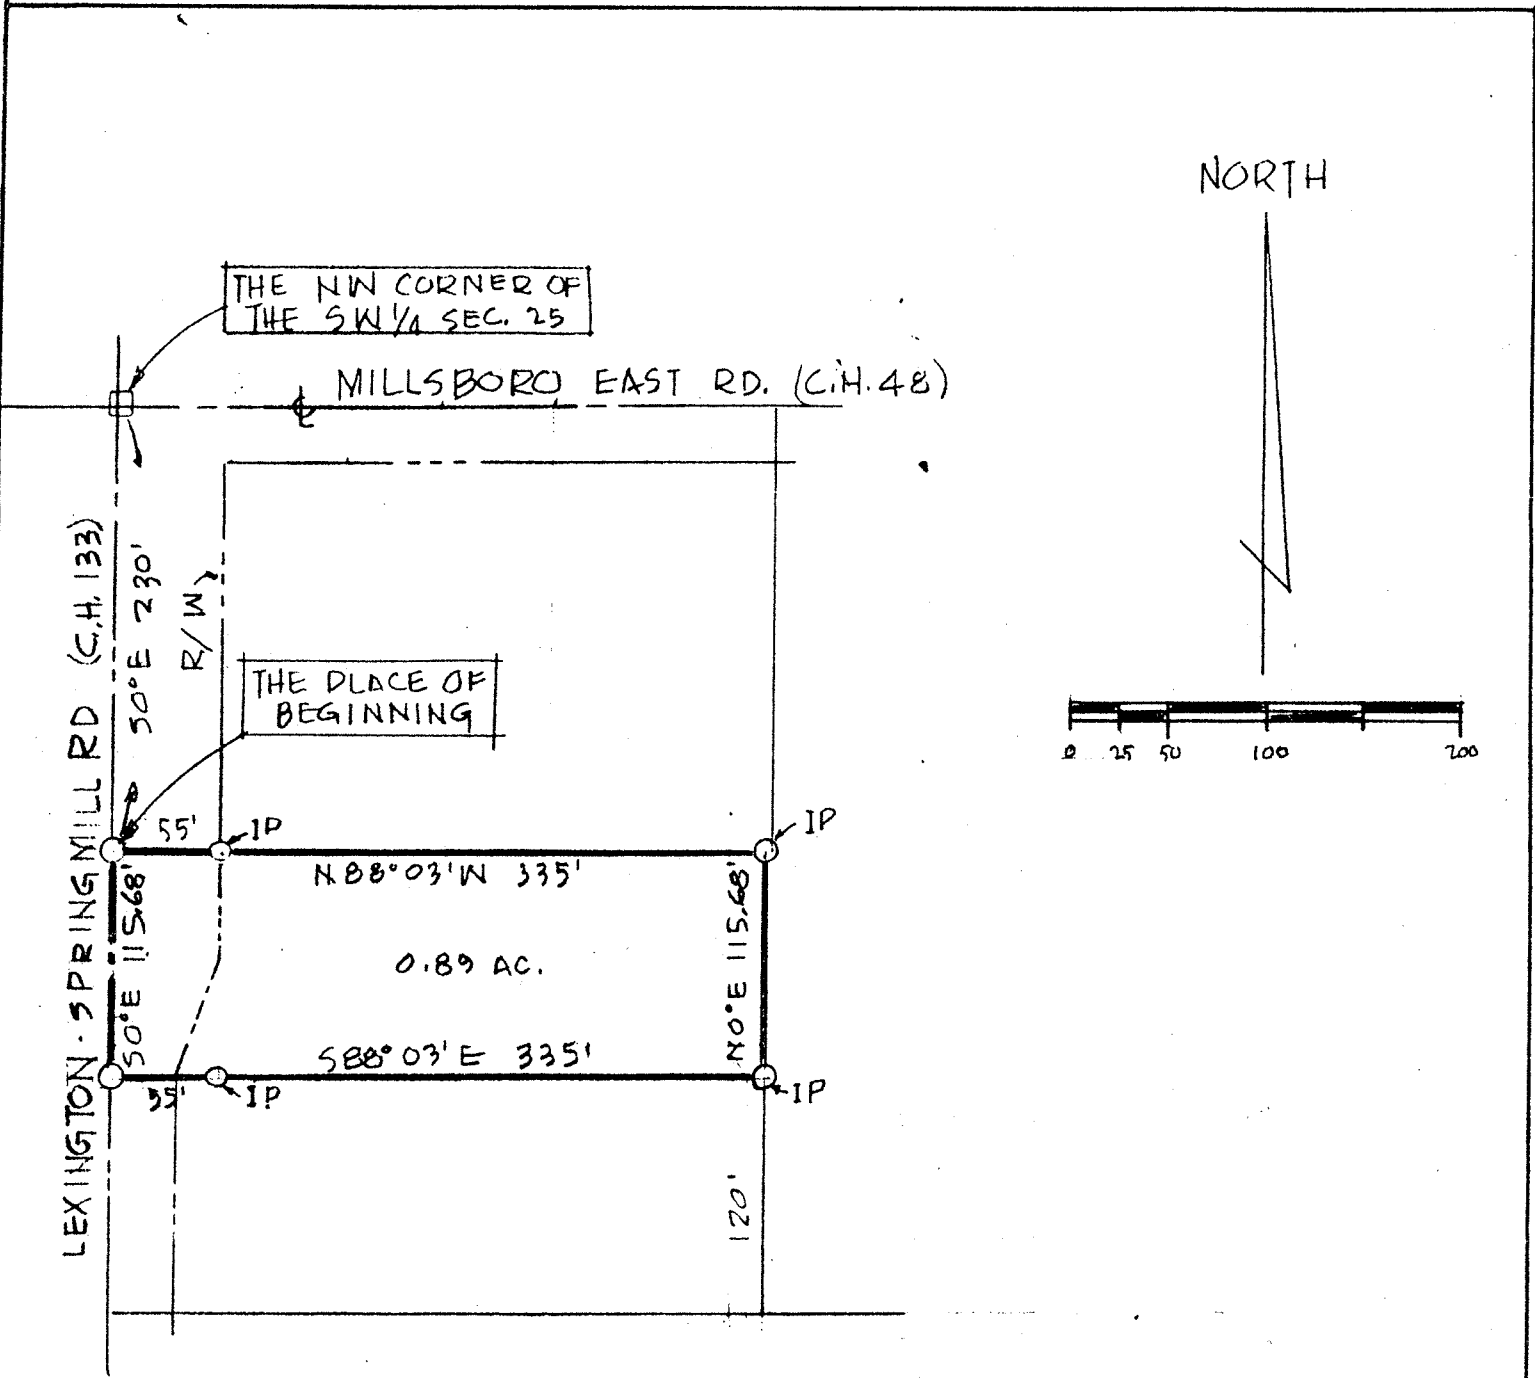 NORTH
THE NW CORNER OF
THE SW 1/4 SEC. 25
℄
MILLSBORO EAST RD. (C.H. 48)
LEXINGTON - SPRING MILL RD (C.H. 133)
S0°E 230'
R/W
THE PLACE OF
BEGINNING
0 25 50 100 200
55'
IP
IP
N88°03'W 335'
S0°E 115.68'
N0°E 115.68'
0.89 AC.
S88°03'E 335'
55'
IP
IP
120'